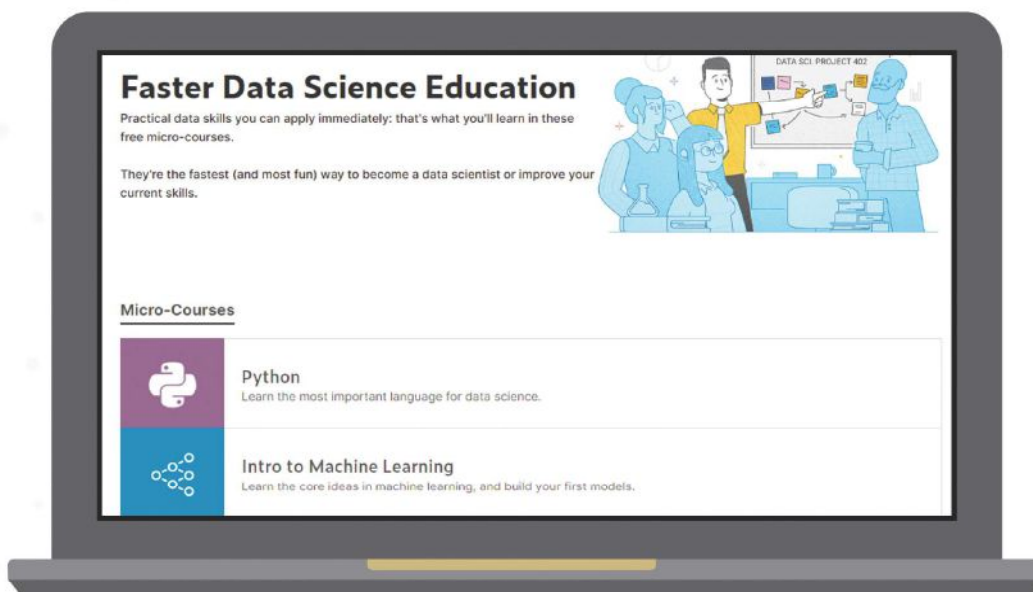 Faster Data Science Education
Practical data skills you can apply immediately: that's what you'll learn in these
free micro-courses.
They're the fastest (and most fun) way to become a data scientist or improve your
current skills.
DATA SCI. PROJECT 402
Micro-Courses
Python
Learn the most important language for data science.
Intro to Machine Learning
Learn the core ideas in machine learning, and build your first models.